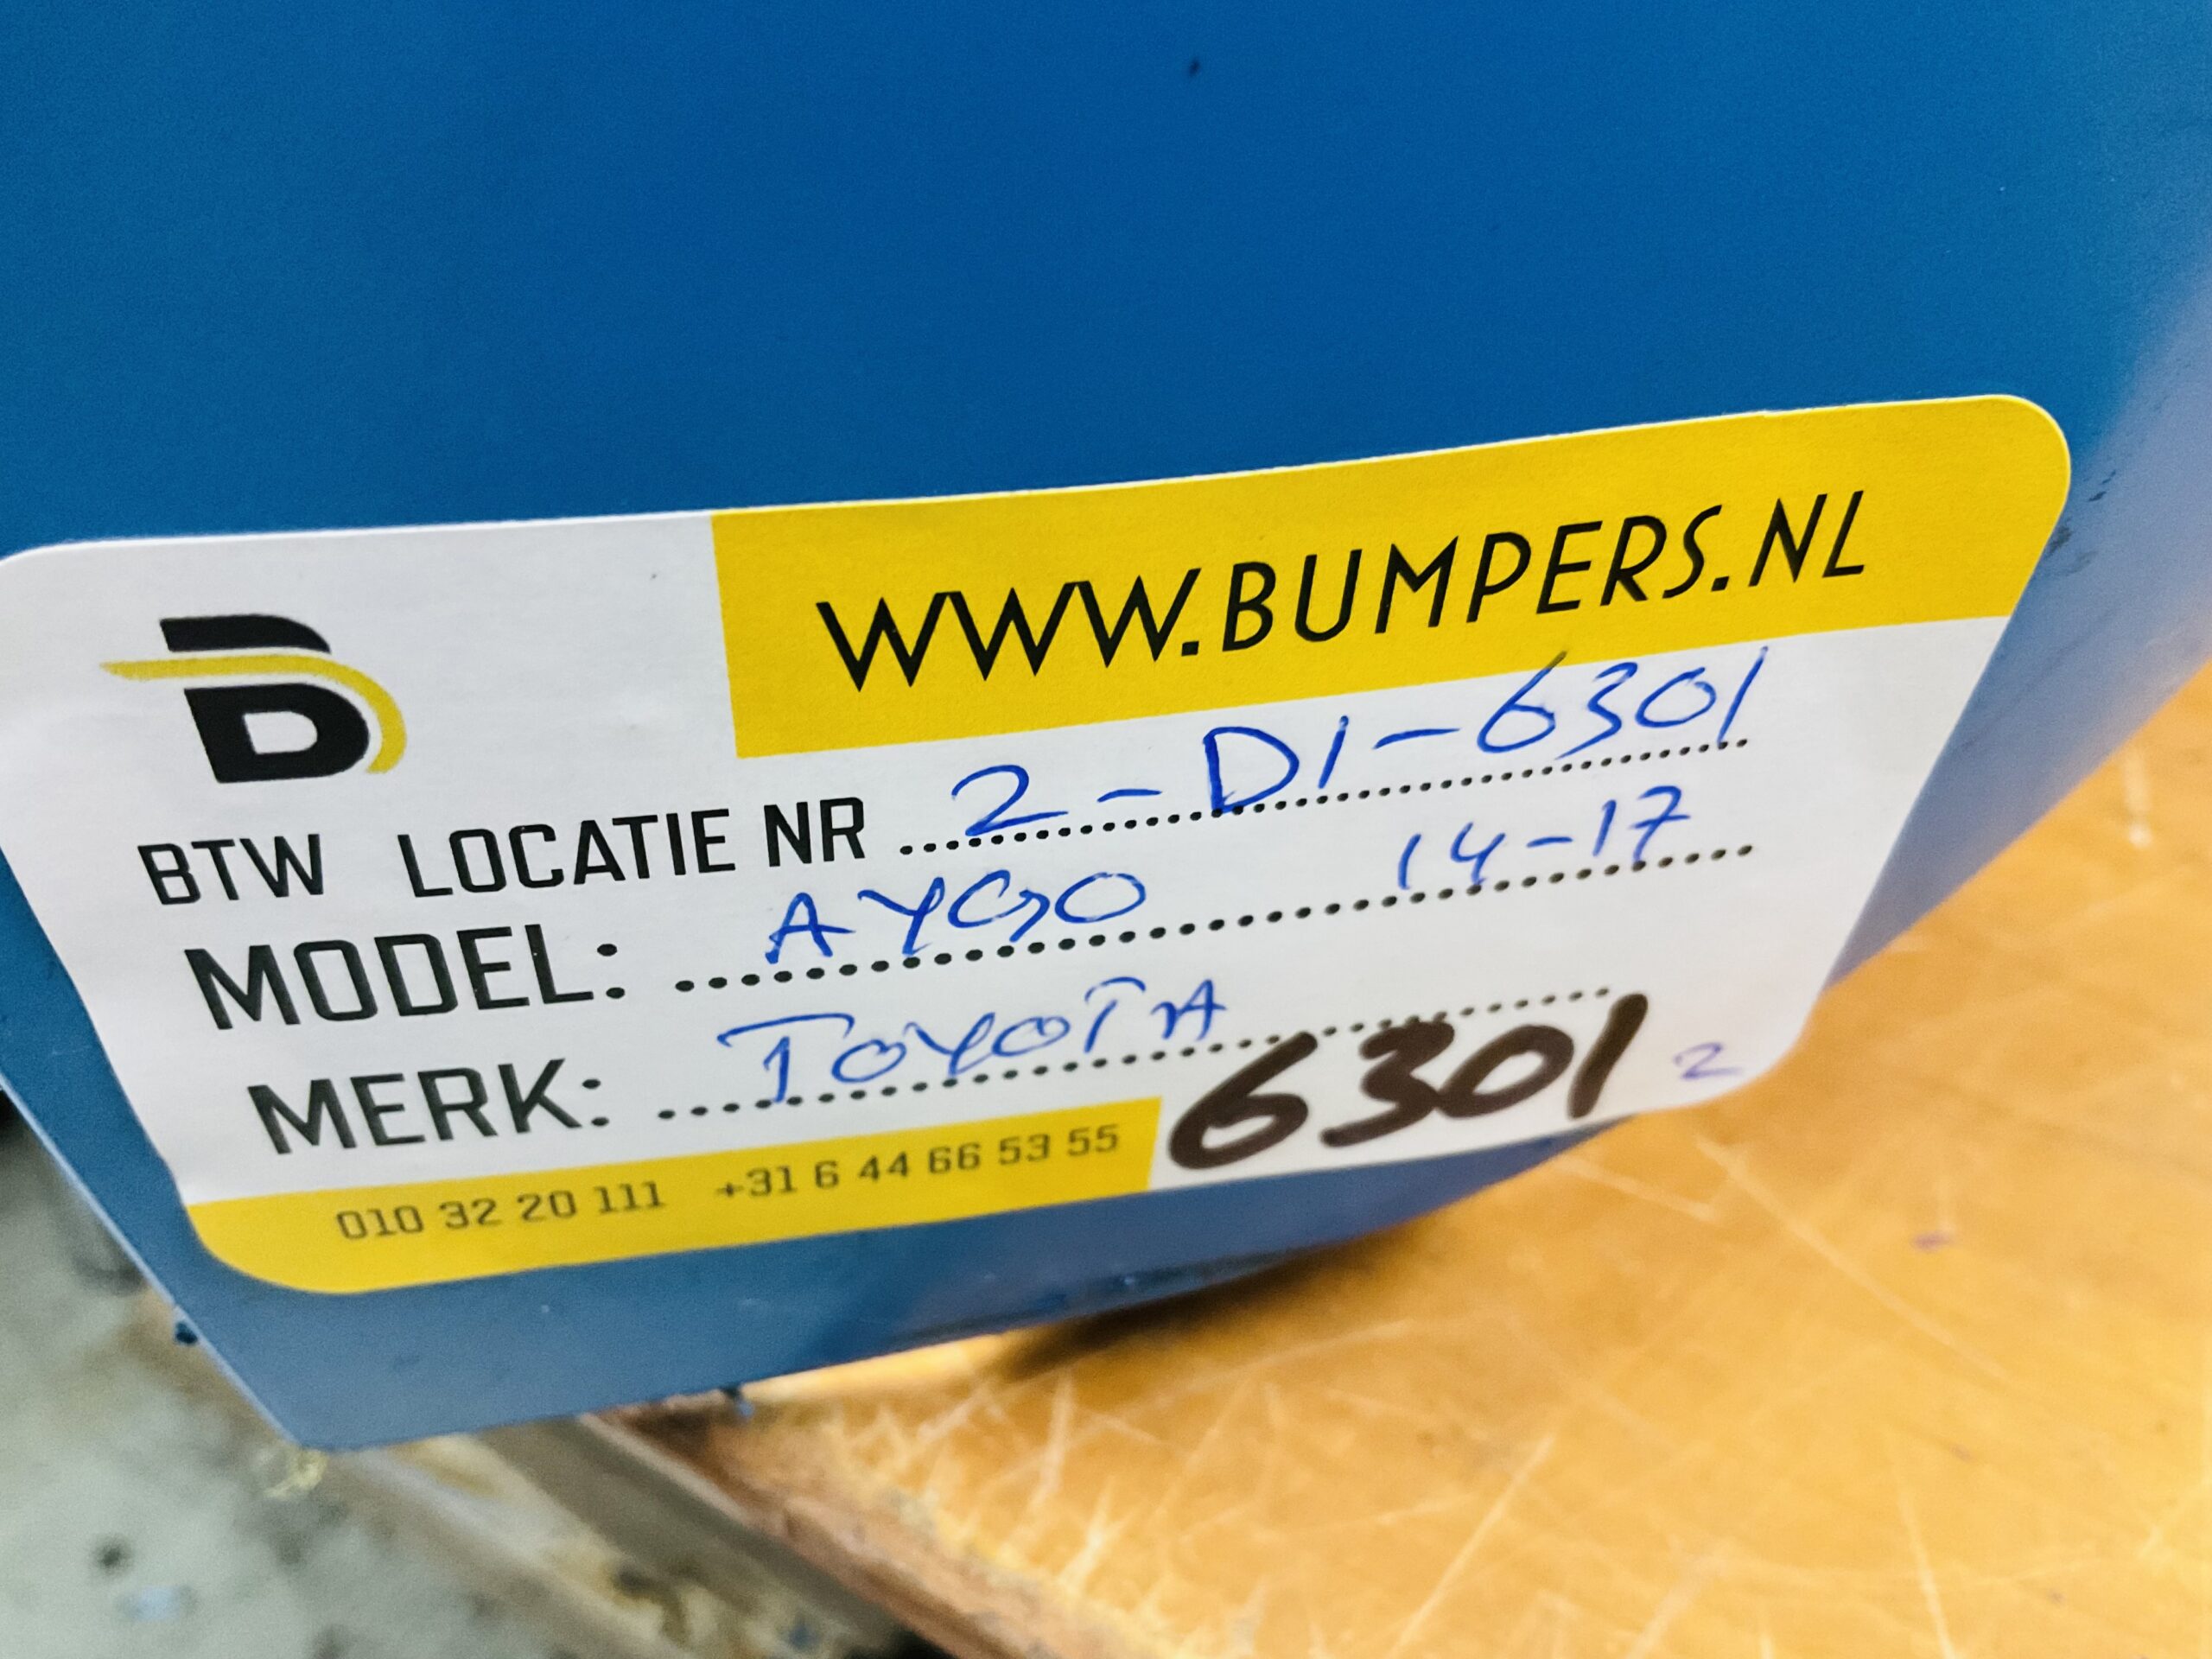 WWW.BUMPERS.NL
B
BTW LOCATIE NR ...2-D1-6301
MODEL: ...AYGO 14-17
MERK: ...TOYOTA
6301 2
010 32 20 111 +31 6 44 66 53 55